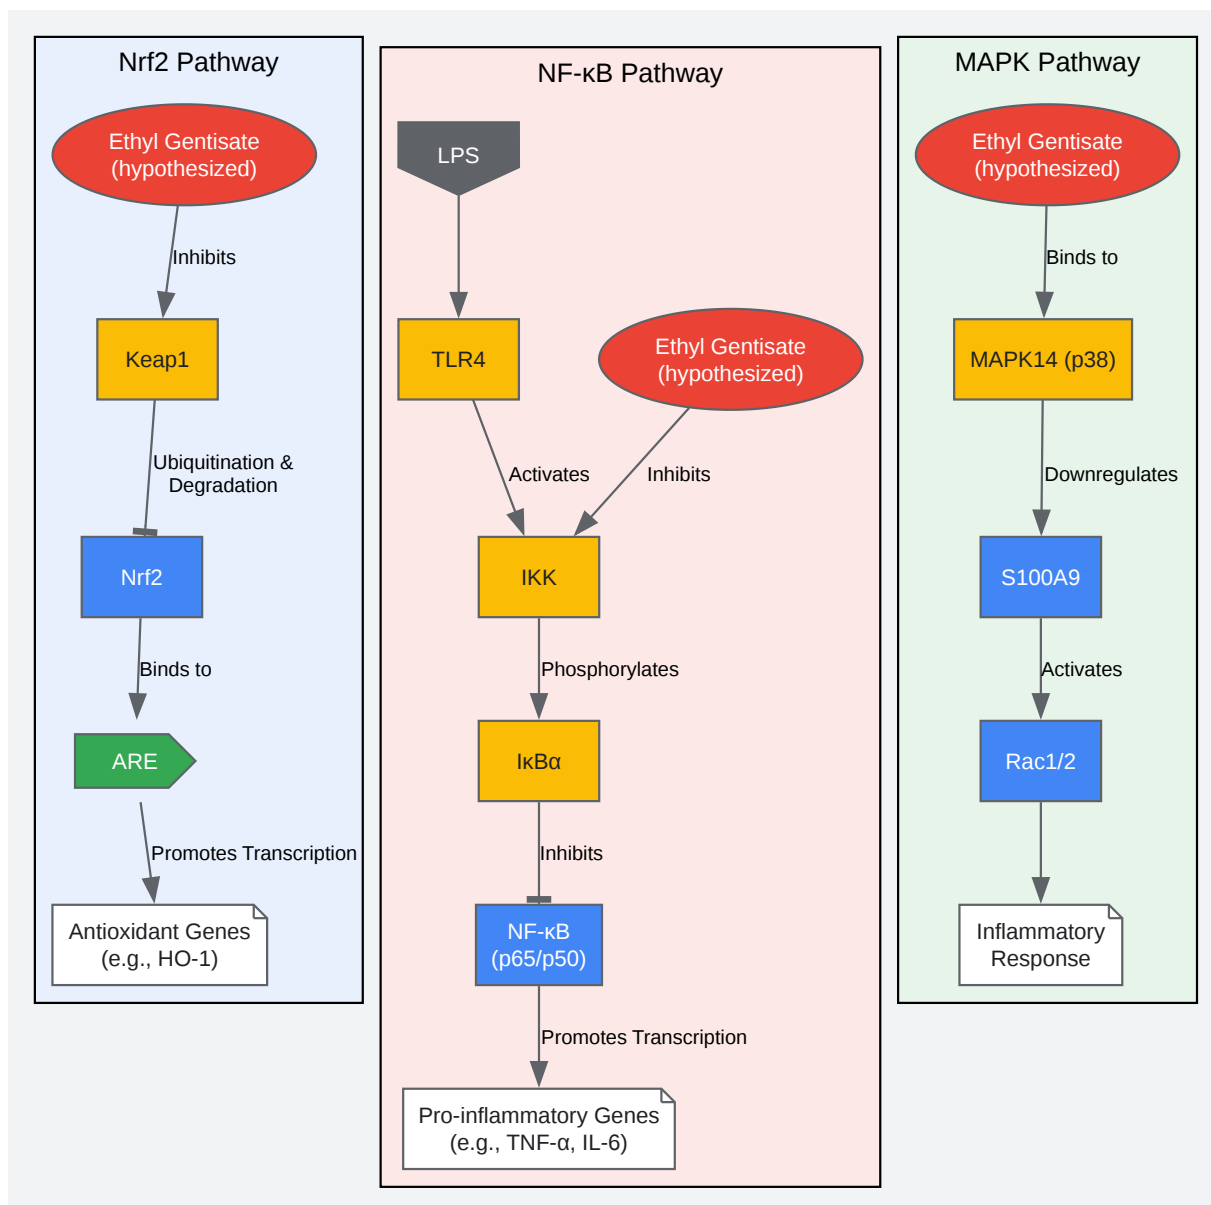 Nrf2 Pathway
Ethyl Gentisate
(hypothesized)
Inhibits
Keap1
Ubiquitination &
Degradation
Nrf2
Binds to
ARE
Promotes Transcription
Antioxidant Genes
(e.g., HO-1)
NF-κB Pathway
LPS
TLR4
Ethyl Gentisate
(hypothesized)
Activates
Inhibits
IKK
Phosphorylates
IκBα
Inhibits
NF-κB
(p65/p50)
Promotes Transcription
Pro-inflammatory Genes
(e.g., TNF-α, IL-6)
MAPK Pathway
Ethyl Gentisate
(hypothesized)
Binds to
MAPK14 (p38)
Downregulates
S100A9
Activates
Rac1/2
Inflammatory
Response